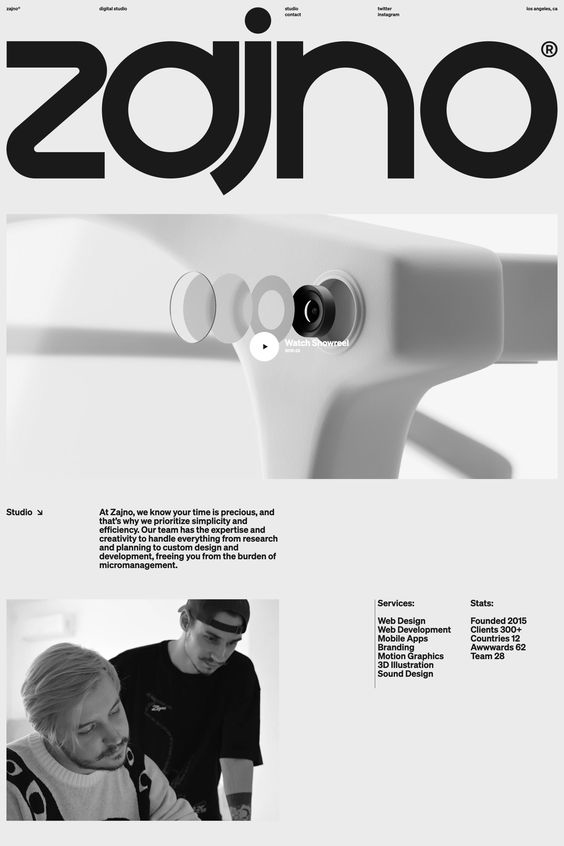 zajno®
digital studio
studio
contact
twitter
instagram
los angeles, ca
zajno®
Watch Showreel
Studio ↘
At Zajno, we know your time is precious, and
that's why we prioritize simplicity and
efficiency. Our team has the expertise and
creativity to handle everything from research
and planning to custom design and
development, freeing you from the burden of
micromanagement.
Services:
Web Design
Web Development
Mobile Apps
Branding
Motion Graphics
3D Illustration
Sound Design
Stats:
Founded 2015
Clients 300+
Countries 12
Awwwards 62
Team 28